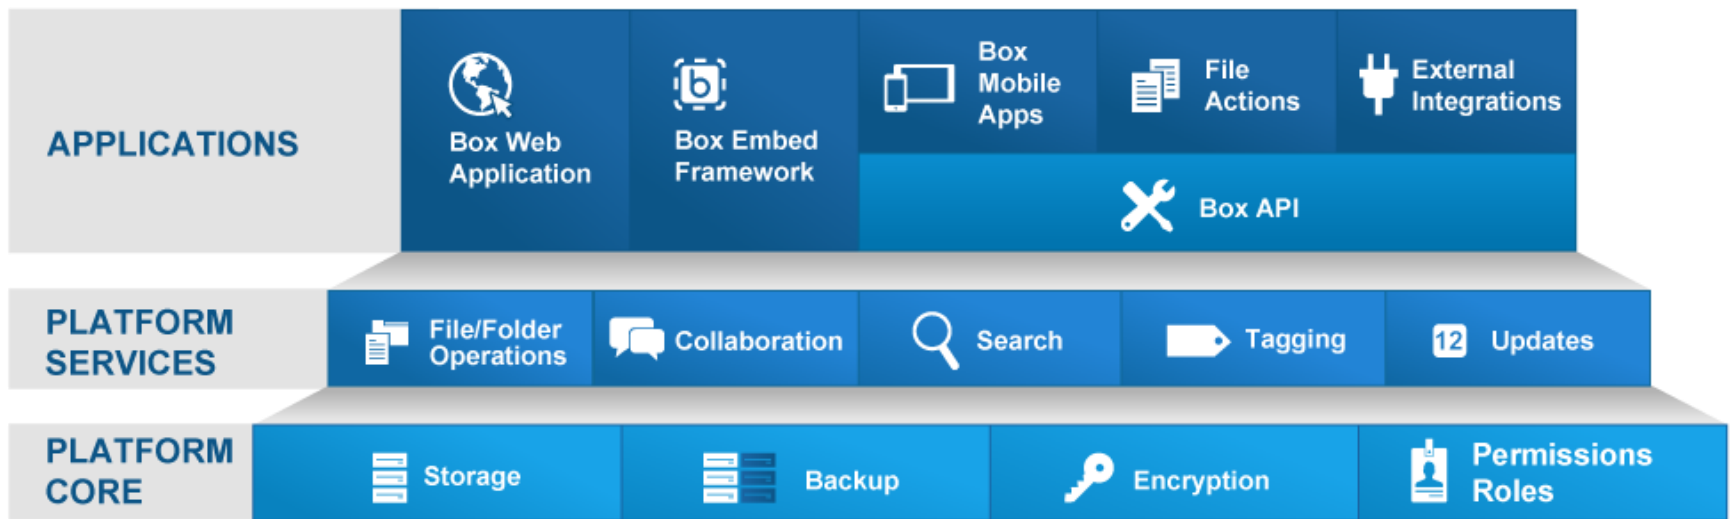 APPLICATIONS
Box Web
Application
b
Box Embed
Framework
Box
Mobile
Apps
File
Actions
External
Integrations
Box API
PLATFORM
SERVICES
File/Folder
Operations
Collaboration
Search
Tagging
12
Updates
PLATFORM
CORE
Storage
Backup
Encryption
Permissions
Roles